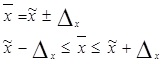 x̅ = x̃ ± Δₓ
x̃ − Δₓ ≤ x̅ ≤ x̃ + Δₓ